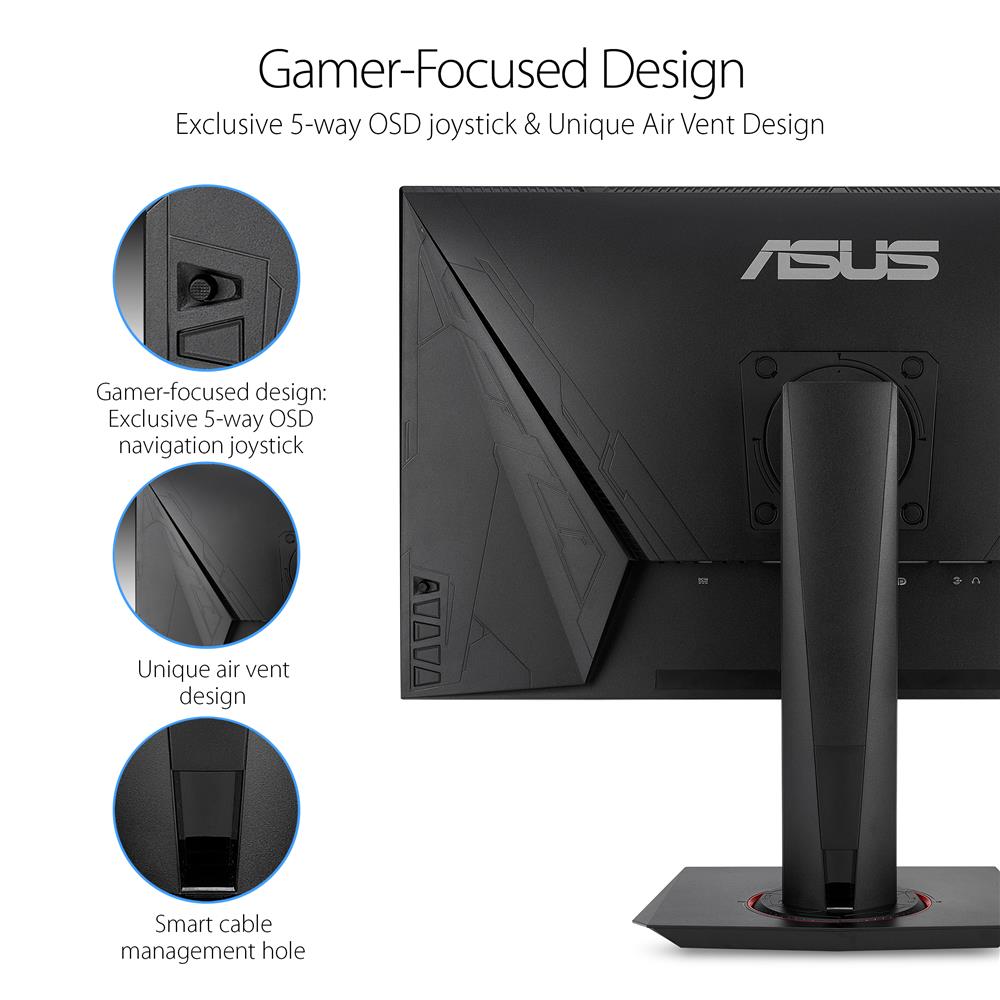 Gamer-Focused Design
Exclusive 5-way OSD joystick & Unique Air Vent Design
ASUS
Gamer-focused design:
Exclusive 5-way OSD
navigation joystick
Unique air vent
design
Smart cable
management hole